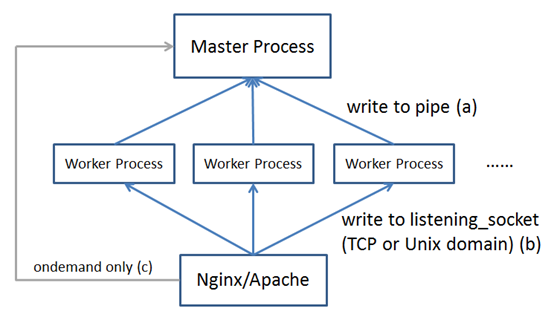 Master Process
write to pipe (a)
Worker Process
Worker Process
Worker Process
......
write to listening_socket
(TCP or Unix domain) (b)
ondemand only (c)
Nginx/Apache